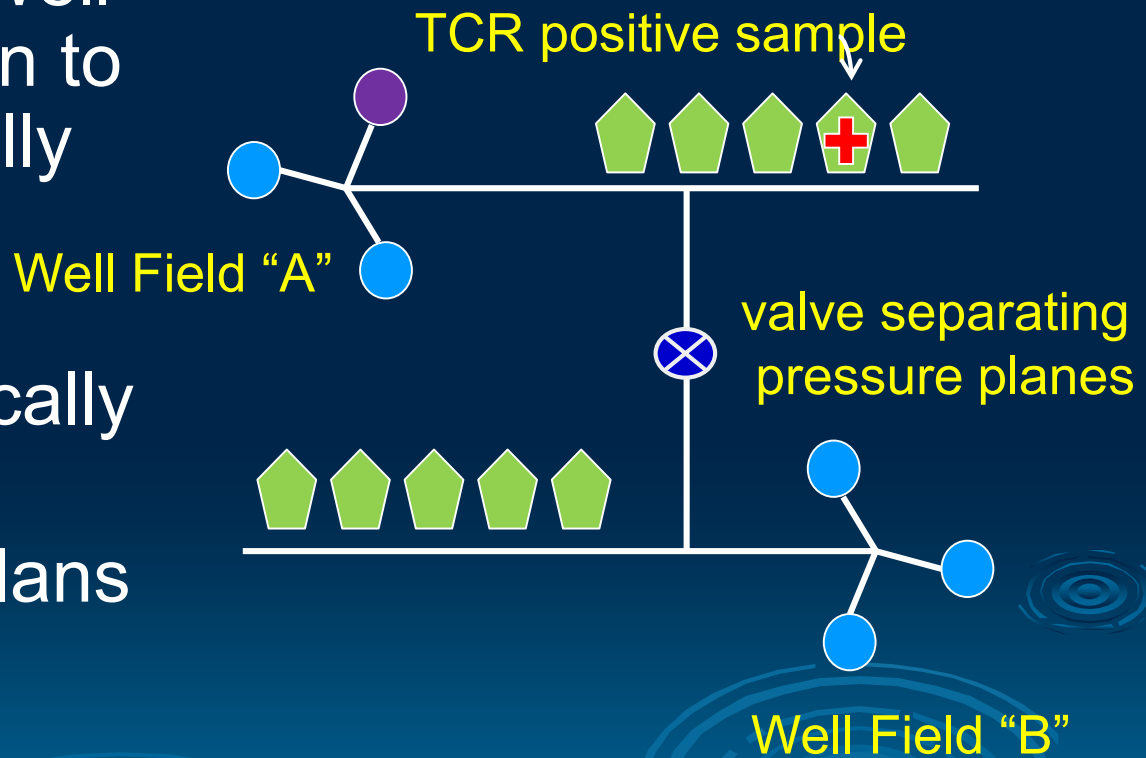 n to
lly
cally
lans
TCR positive sample
Well Field “A”
valve separating
pressure planes
Well Field “B”